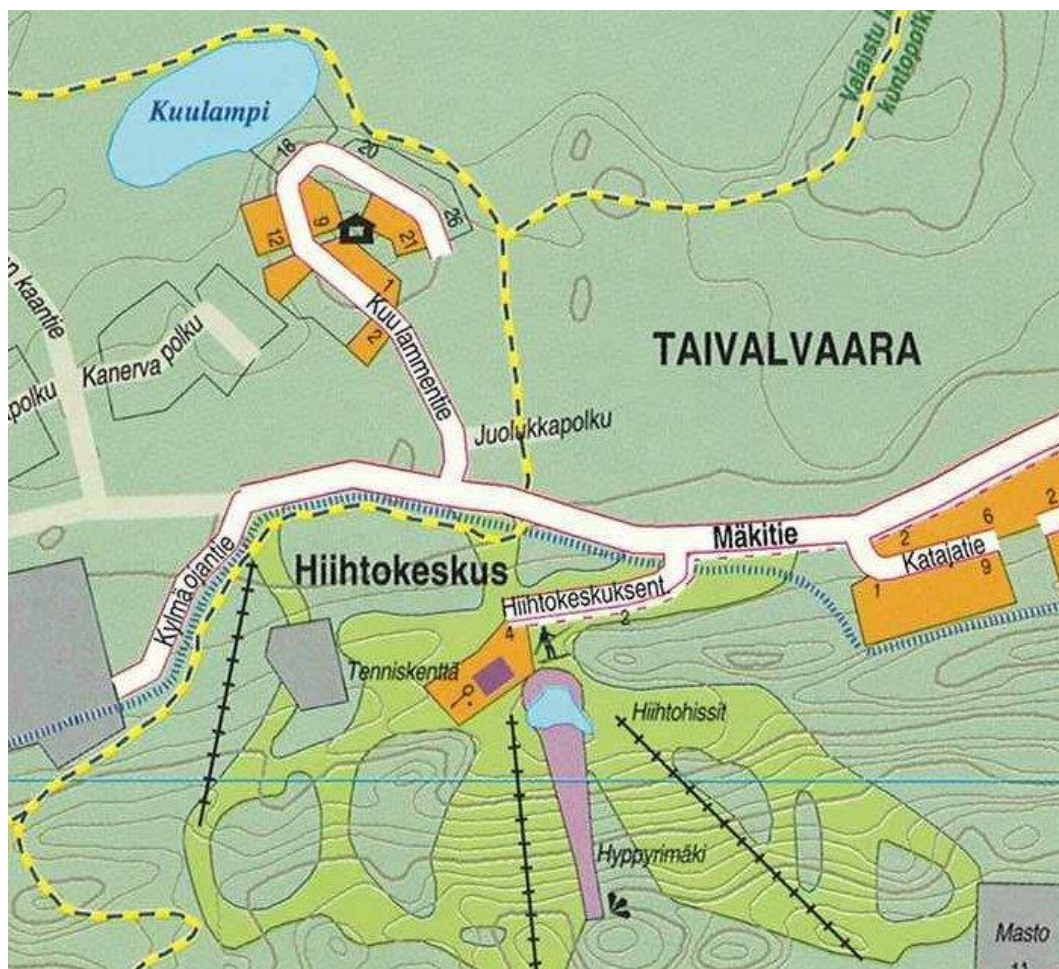 Valaistu
kuntopolku
Kuulampi
18
20
26
12
9
21
1
2
kaantie
Kanerva polku
polku
Kuulammentie
TAIVALVAARA
Juolukkapolku
Kylmäojantie
Hiihtokeskus
Mäkitie
2
6
2
Katajatie
1
9
Hiihtokeskuksent.
2
4
Tenniskenttä
Hiihtohissit
Hyppyrimäki
Masto
11